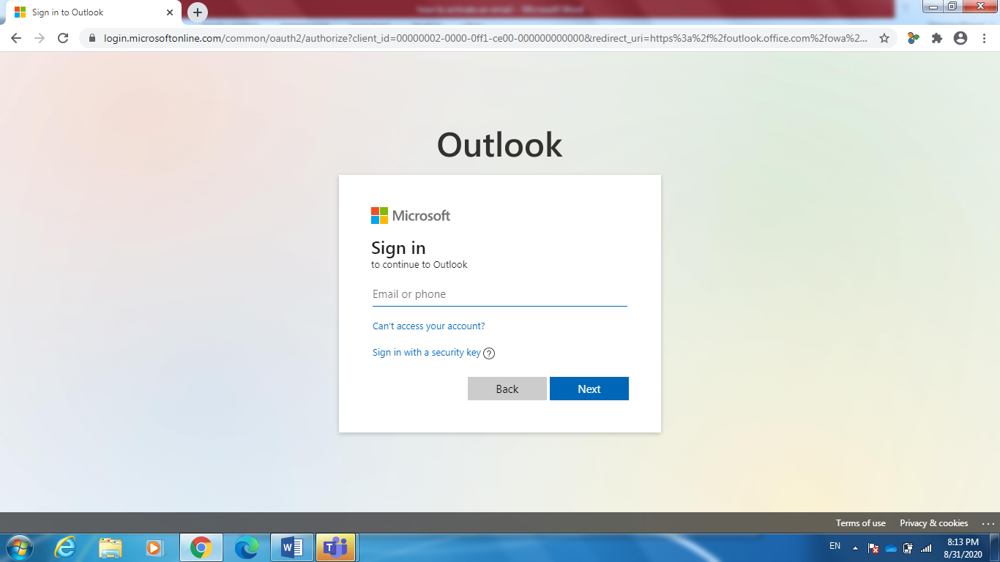 how to activate an email - Microsoft Word
Sign in to Outlook
login.microsoftonline.com/common/oauth2/authorize?client_id=00000002-0000-0ff1-ce00-000000000000&redirect_uri=https%3a%2f%2foutlook.office.com%2fowa%2...
Outlook
Microsoft
Sign in
to continue to Outlook
Email or phone
Can't access your account?
Sign in with a security key ?
Back Next
Terms of use Privacy & cookies ...
EN
8:13 PM
8/31/2020